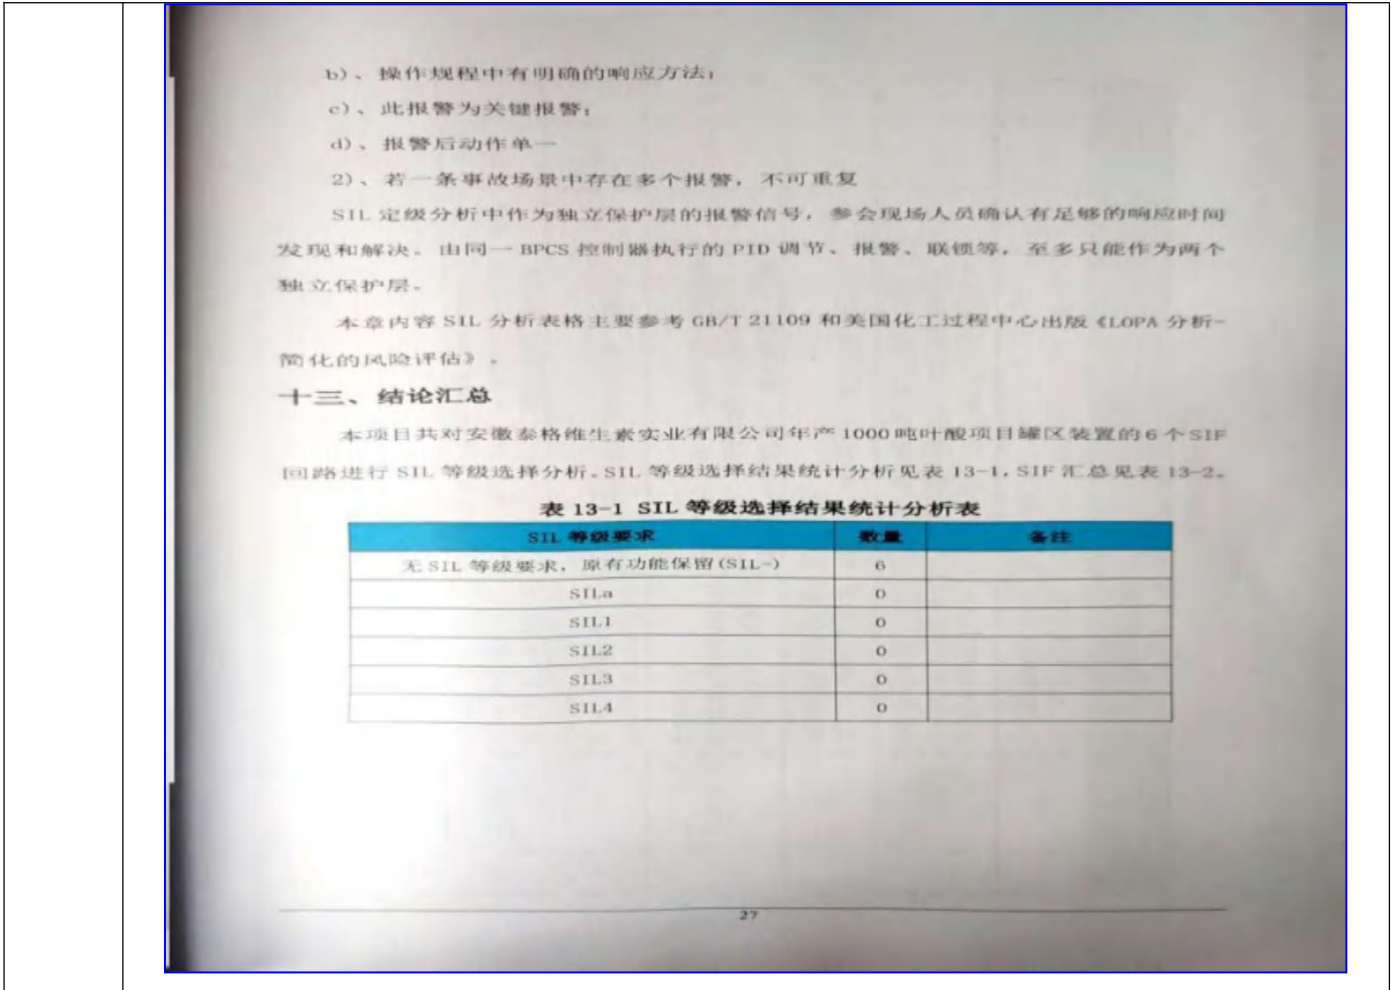 b)、操作规程中有明确的响应方法；
c)、此报警为关键报警；
d)、报警后动作单一
2)、若一条事故场景中存在多个报警，不可重复
SIL 定级分析中作为独立保护层的报警信号，参会现场人员确认有足够的响应时间
发现和解决。由同一 BPCS 控制器执行的 PID 调节、报警、联锁等，至多只能作为两个
独立保护层。
本章内容 SIL 分析表格主要参考 GB/T 21109 和美国化工过程中心出版《LOPA 分析-
简化的风险评估》。
十三、结论汇总
本项目共对安徽泰格维生素实业有限公司年产 1000 吨叶酸项目罐区装置的 6 个 SIF
回路进行 SIL 等级选择分析。SIL 等级选择结果统计分析见表 13-1，SIF 汇总见表 13-2。
表 13-1 SIL 等级选择结果统计分析表
SIL 等级要求 数量 备注
无 SIL 等级要求，原有功能保留(SIL-) 6
SILa 0
SIL1 0
SIL2 0
SIL3 0
SIL4 0
27